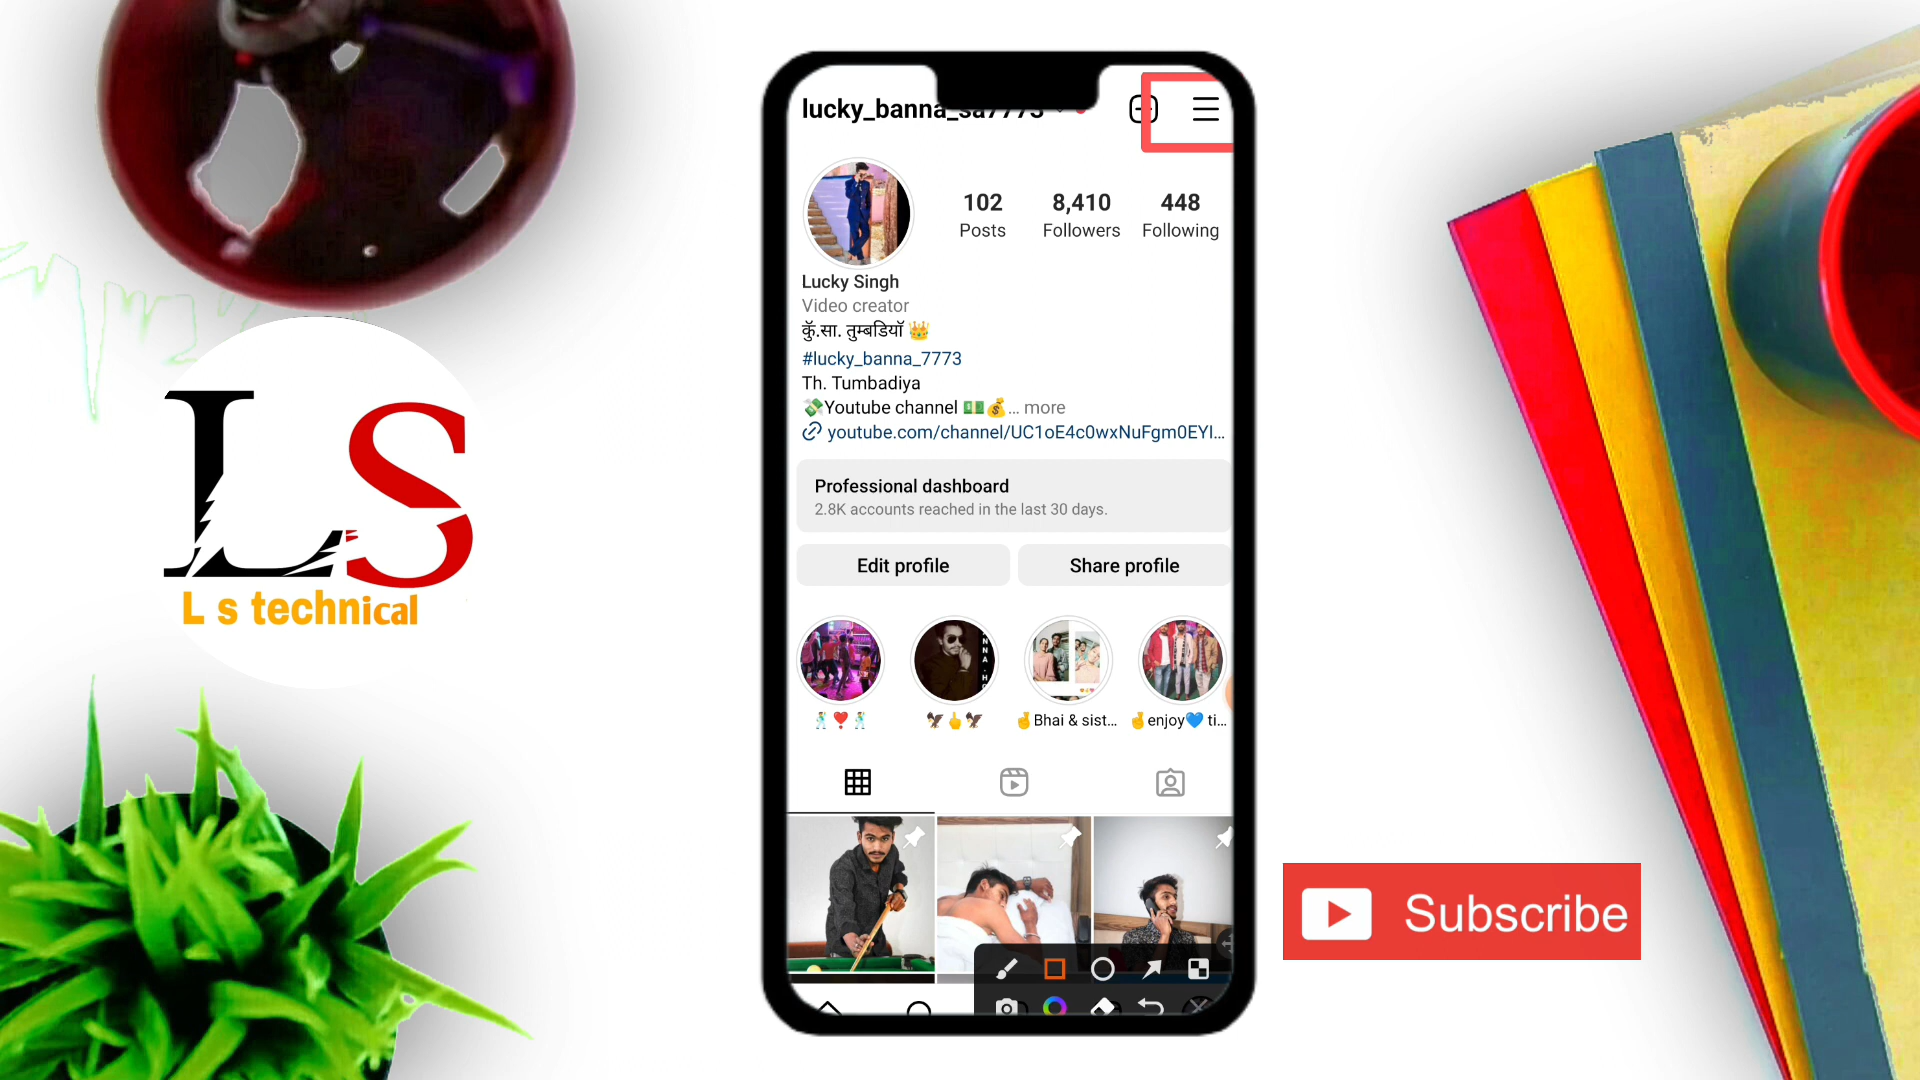 lucky_banna_sa7773
102
Posts
8,410
Followers
448
Following
Lucky Singh
Video creator
कुँ.सा. तुम्बडियाॅ 👑
#lucky_banna_7773
Th. Tumbadiya
💸Youtube channel 💵💰... more
youtube.com/channel/UC1oE4c0wxNuFgm0EYI...
Professional dashboard
2.8K accounts reached in the last 30 days.
Edit profile
Share profile
🤞Bhai & sist...
🤞enjoy💙 ti...
LS
L s technical
Subscribe